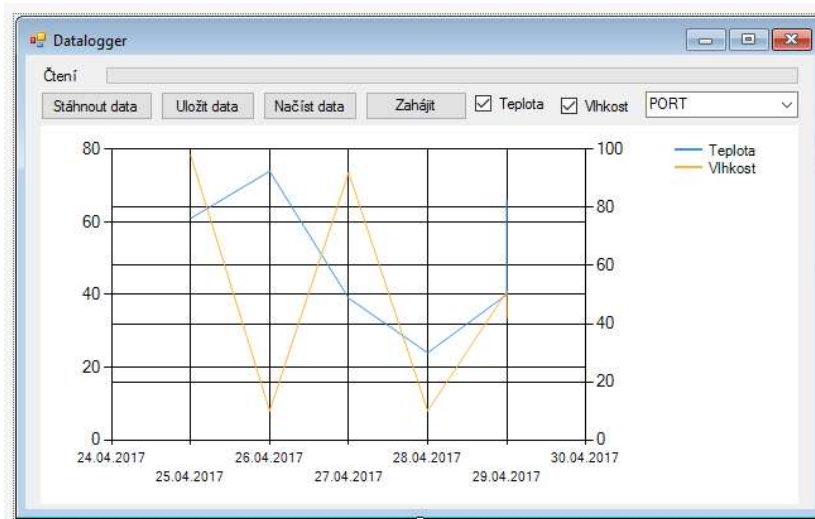 Datalogger
Čtení
Stáhnout data Uložit data Načíst data Zahájit Teplota Vlhkost PORT
80 100
Teplota
Vlhkost
60 80
60
40
40
20
20
0 0
24.04.2017 26.04.2017 28.04.2017 30.04.2017
25.04.2017 27.04.2017 29.04.2017